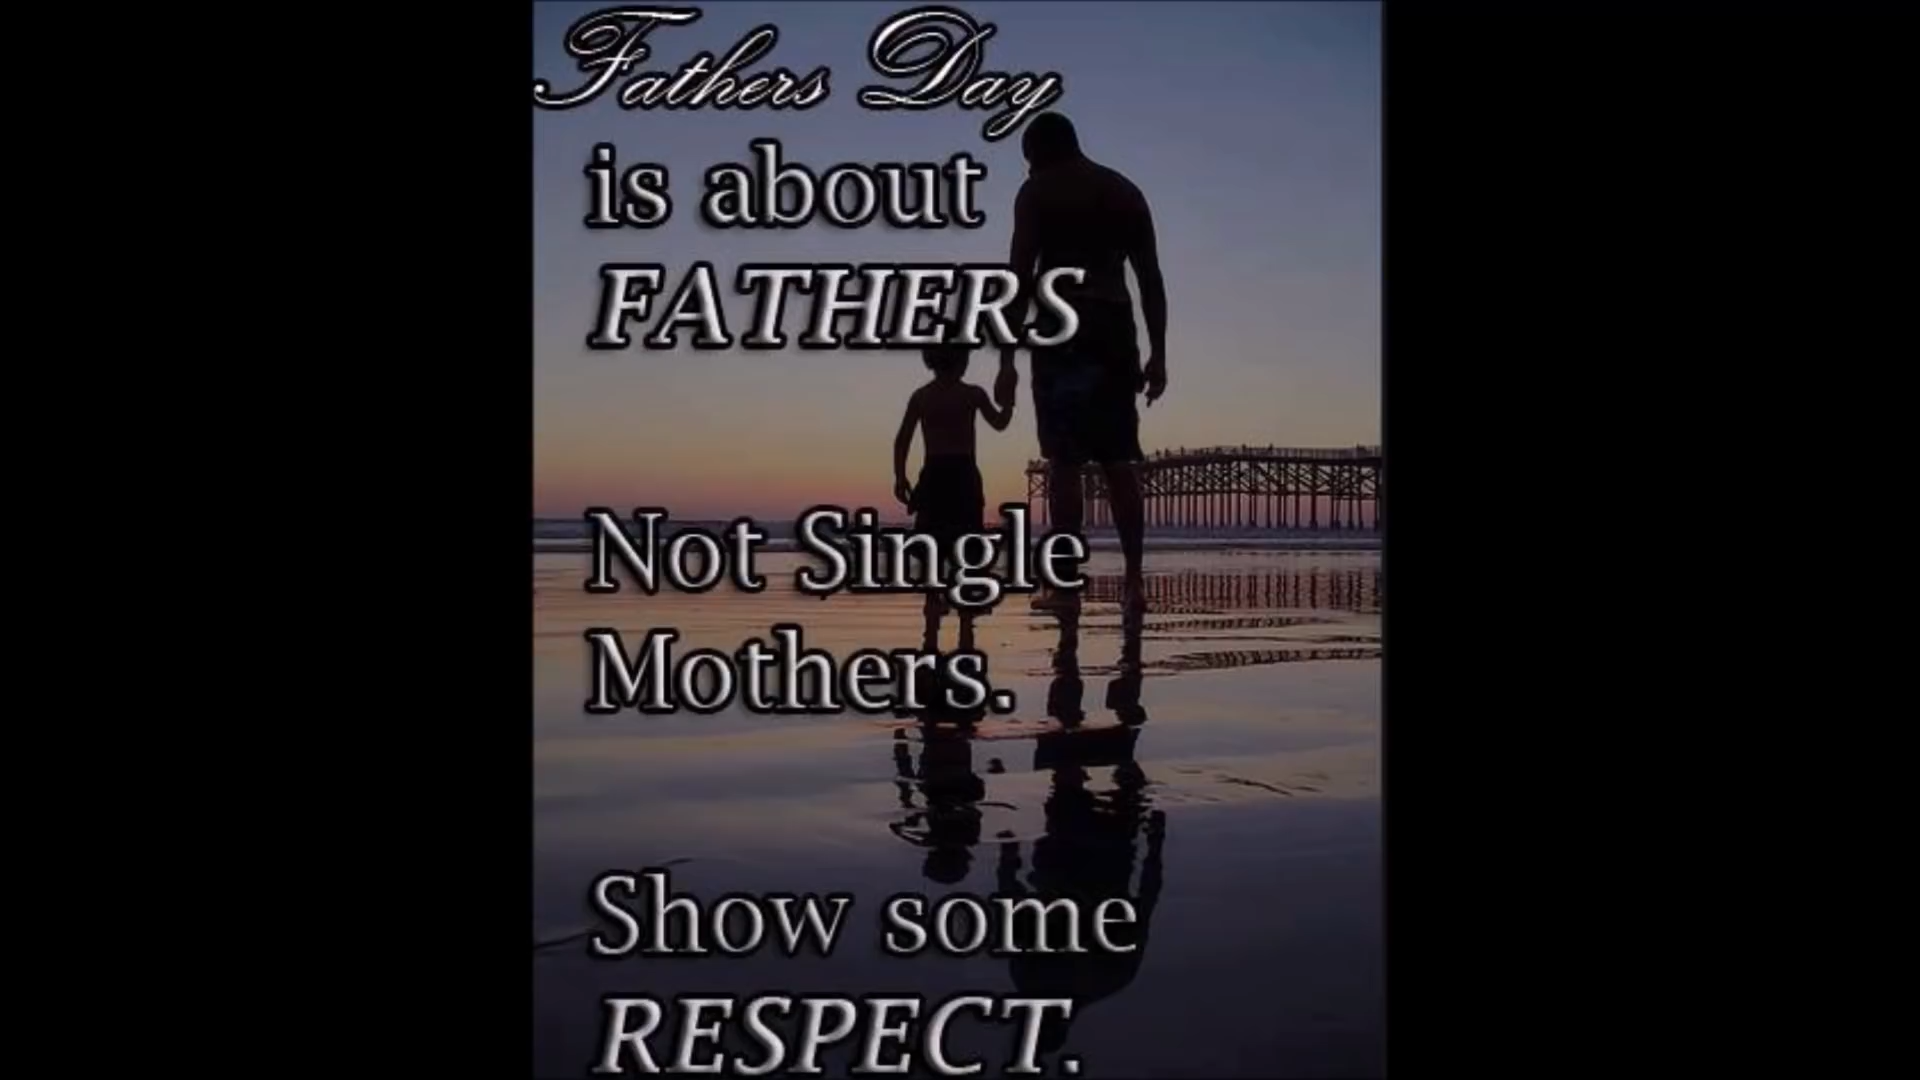 Fathers Day
is about
FATHERS
Not Single
Mothers.
Show some
RESPECT.